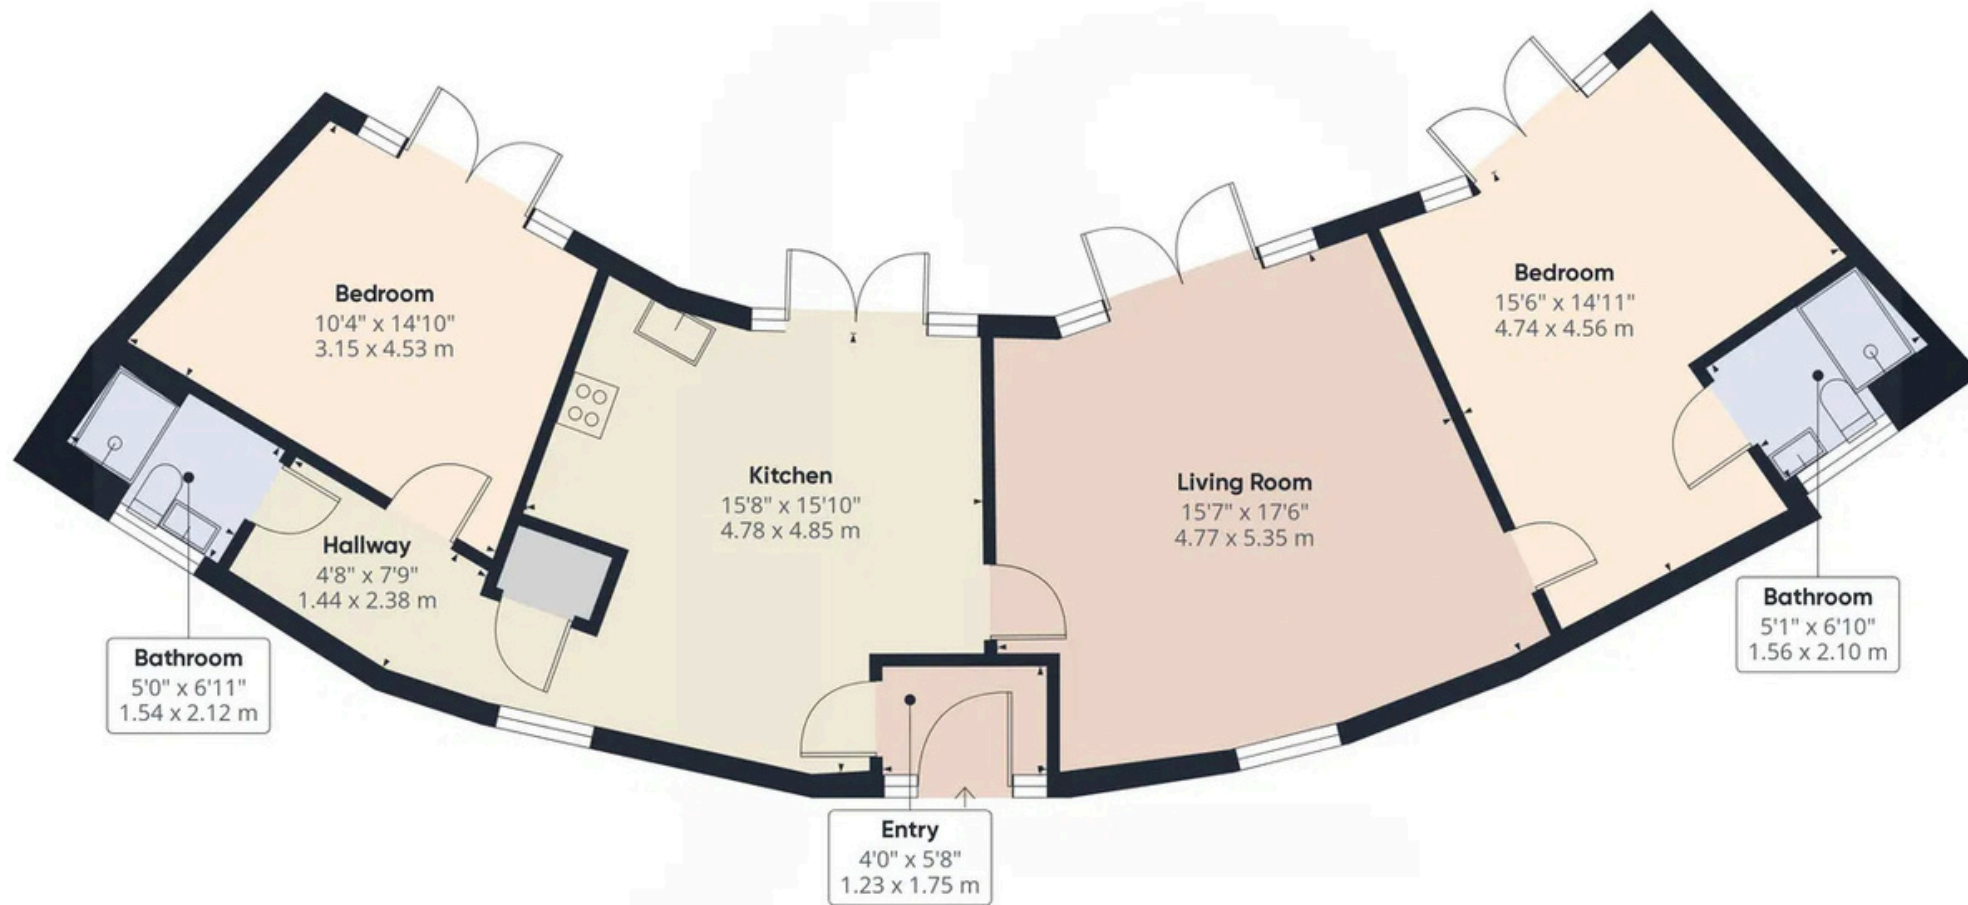 Bedroom
10'4" x 14'10"
3.15 x 4.53 m
Bedroom
15'6" x 14'11"
4.74 x 4.56 m
Kitchen
15'8" x 15'10"
4.78 x 4.85 m
Living Room
15'7" x 17'6"
4.77 x 5.35 m
Hallway
4'8" x 7'9"
1.44 x 2.38 m
Bathroom
5'0" x 6'11"
1.54 x 2.12 m
Bathroom
5'1" x 6'10"
1.56 x 2.10 m
Entry
4'0" x 5'8"
1.23 x 1.75 m